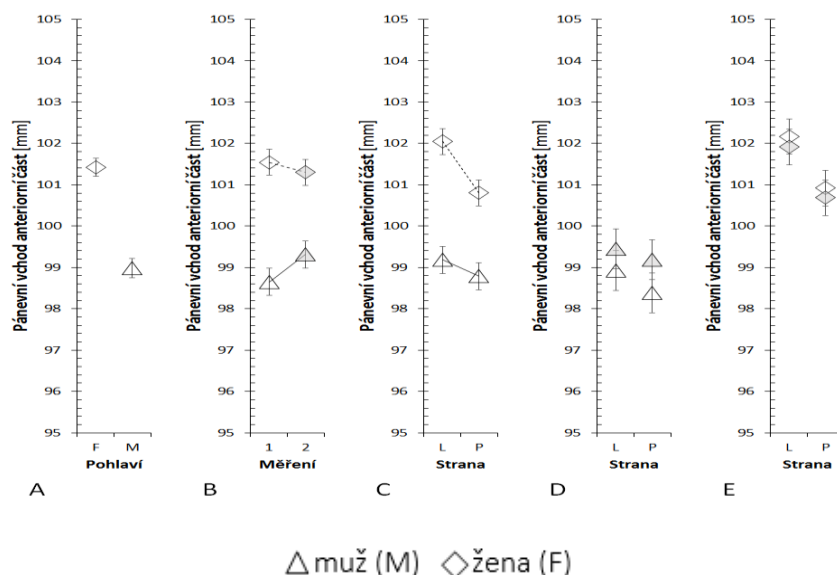 Pánevní vchod anteriorní část [mm]
105
104
103
102
101
100
99
98
97
96
95
F M
Pohlaví
A
Pánevní vchod anteriorní část [mm]
105
104
103
102
101
100
99
98
97
96
95
1 2
Měření
B
Pánevní vchod anteriorní část [mm]
105
104
103
102
101
100
99
98
97
96
95
L P
Strana
C
Pánevní vchod anteriorní část [mm]
105
104
103
102
101
100
99
98
97
96
95
L P
Strana
D
Pánevní vchod anteriorní část [mm]
105
104
103
102
101
100
99
98
97
96
95
L P
Strana
E
muž (M) žena (F)